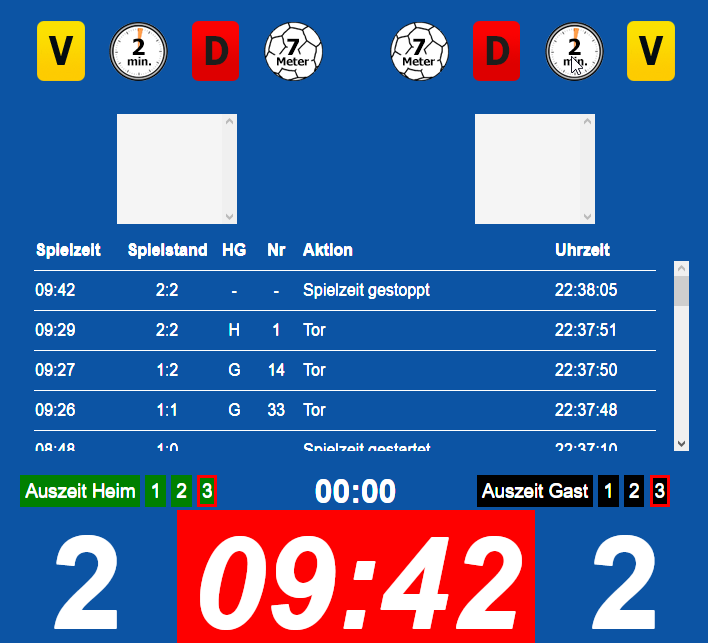 V 2 min. D 7 Meter 7 Meter D 2 min. V
Spielzeit Spielstand HG Nr Aktion Uhrzeit
09:42 2:2 - - Spielzeit gestoppt 22:38:05
09:29 2:2 H 1 Tor 22:37:51
09:27 1:2 G 14 Tor 22:37:50
09:26 1:1 G 33 Tor 22:37:48
08:48 1:0 Spielzeit gestartet 22:37:10
Auszeit Heim 1 2 3 00:00 Auszeit Gast 1 2 3
2 09:42 2